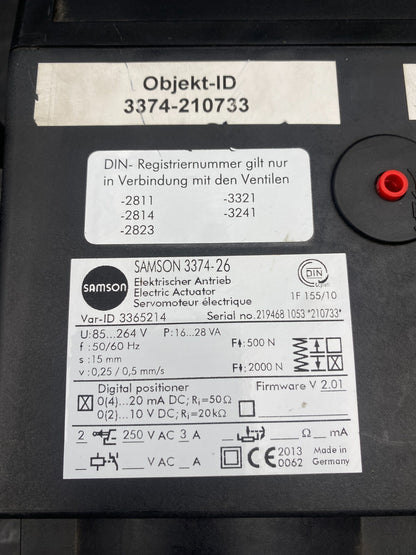 Objekt-ID
3374-210733
DIN- Registriernummer gilt nur
in Verbindung mit den Ventilen
-2811 -3321
-2814 -3241
-2823
SAMSON
SAMSON 3374-26
Elektrischer Antrieb
Electric Actuator
Servomoteur électrique
DIN
1F 155/10
Var-ID 3365214 Serial no. 219468 1053 *210733*
U: 85...264 V P: 16...28 VA
f : 50/60 Hz
s : 15 mm
v : 0,25 / 0,5 mm/s
F: 500 N
F: 2000 N
Digital positioner Firmware V 2.01
0(4)...20 mA DC; Ri=50Ω
0(2)...10 V DC; Ri=20kΩ
2 250 V AC 3 A Ω mA
V AC A
CE 2013 0062
Made in Germany